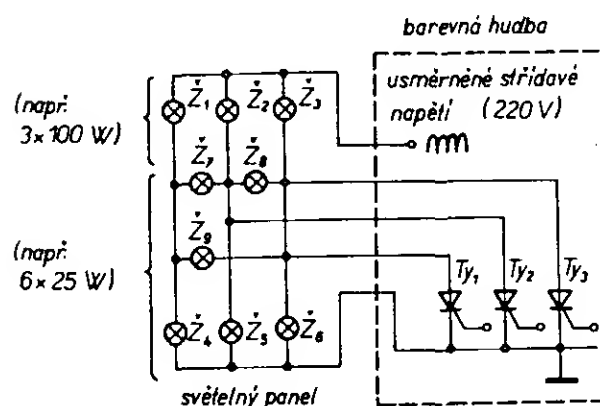 barevná hudba
usměrněné střídavé
napětí (220 V)
(např.
3×100 W)
Ž1
Ž2
Ž3
Ž7
Ž8
(např.
6×25 W)
Ž9
Ty1
Ty2
Ty3
Ž4
Ž5
Ž6
světelný panel